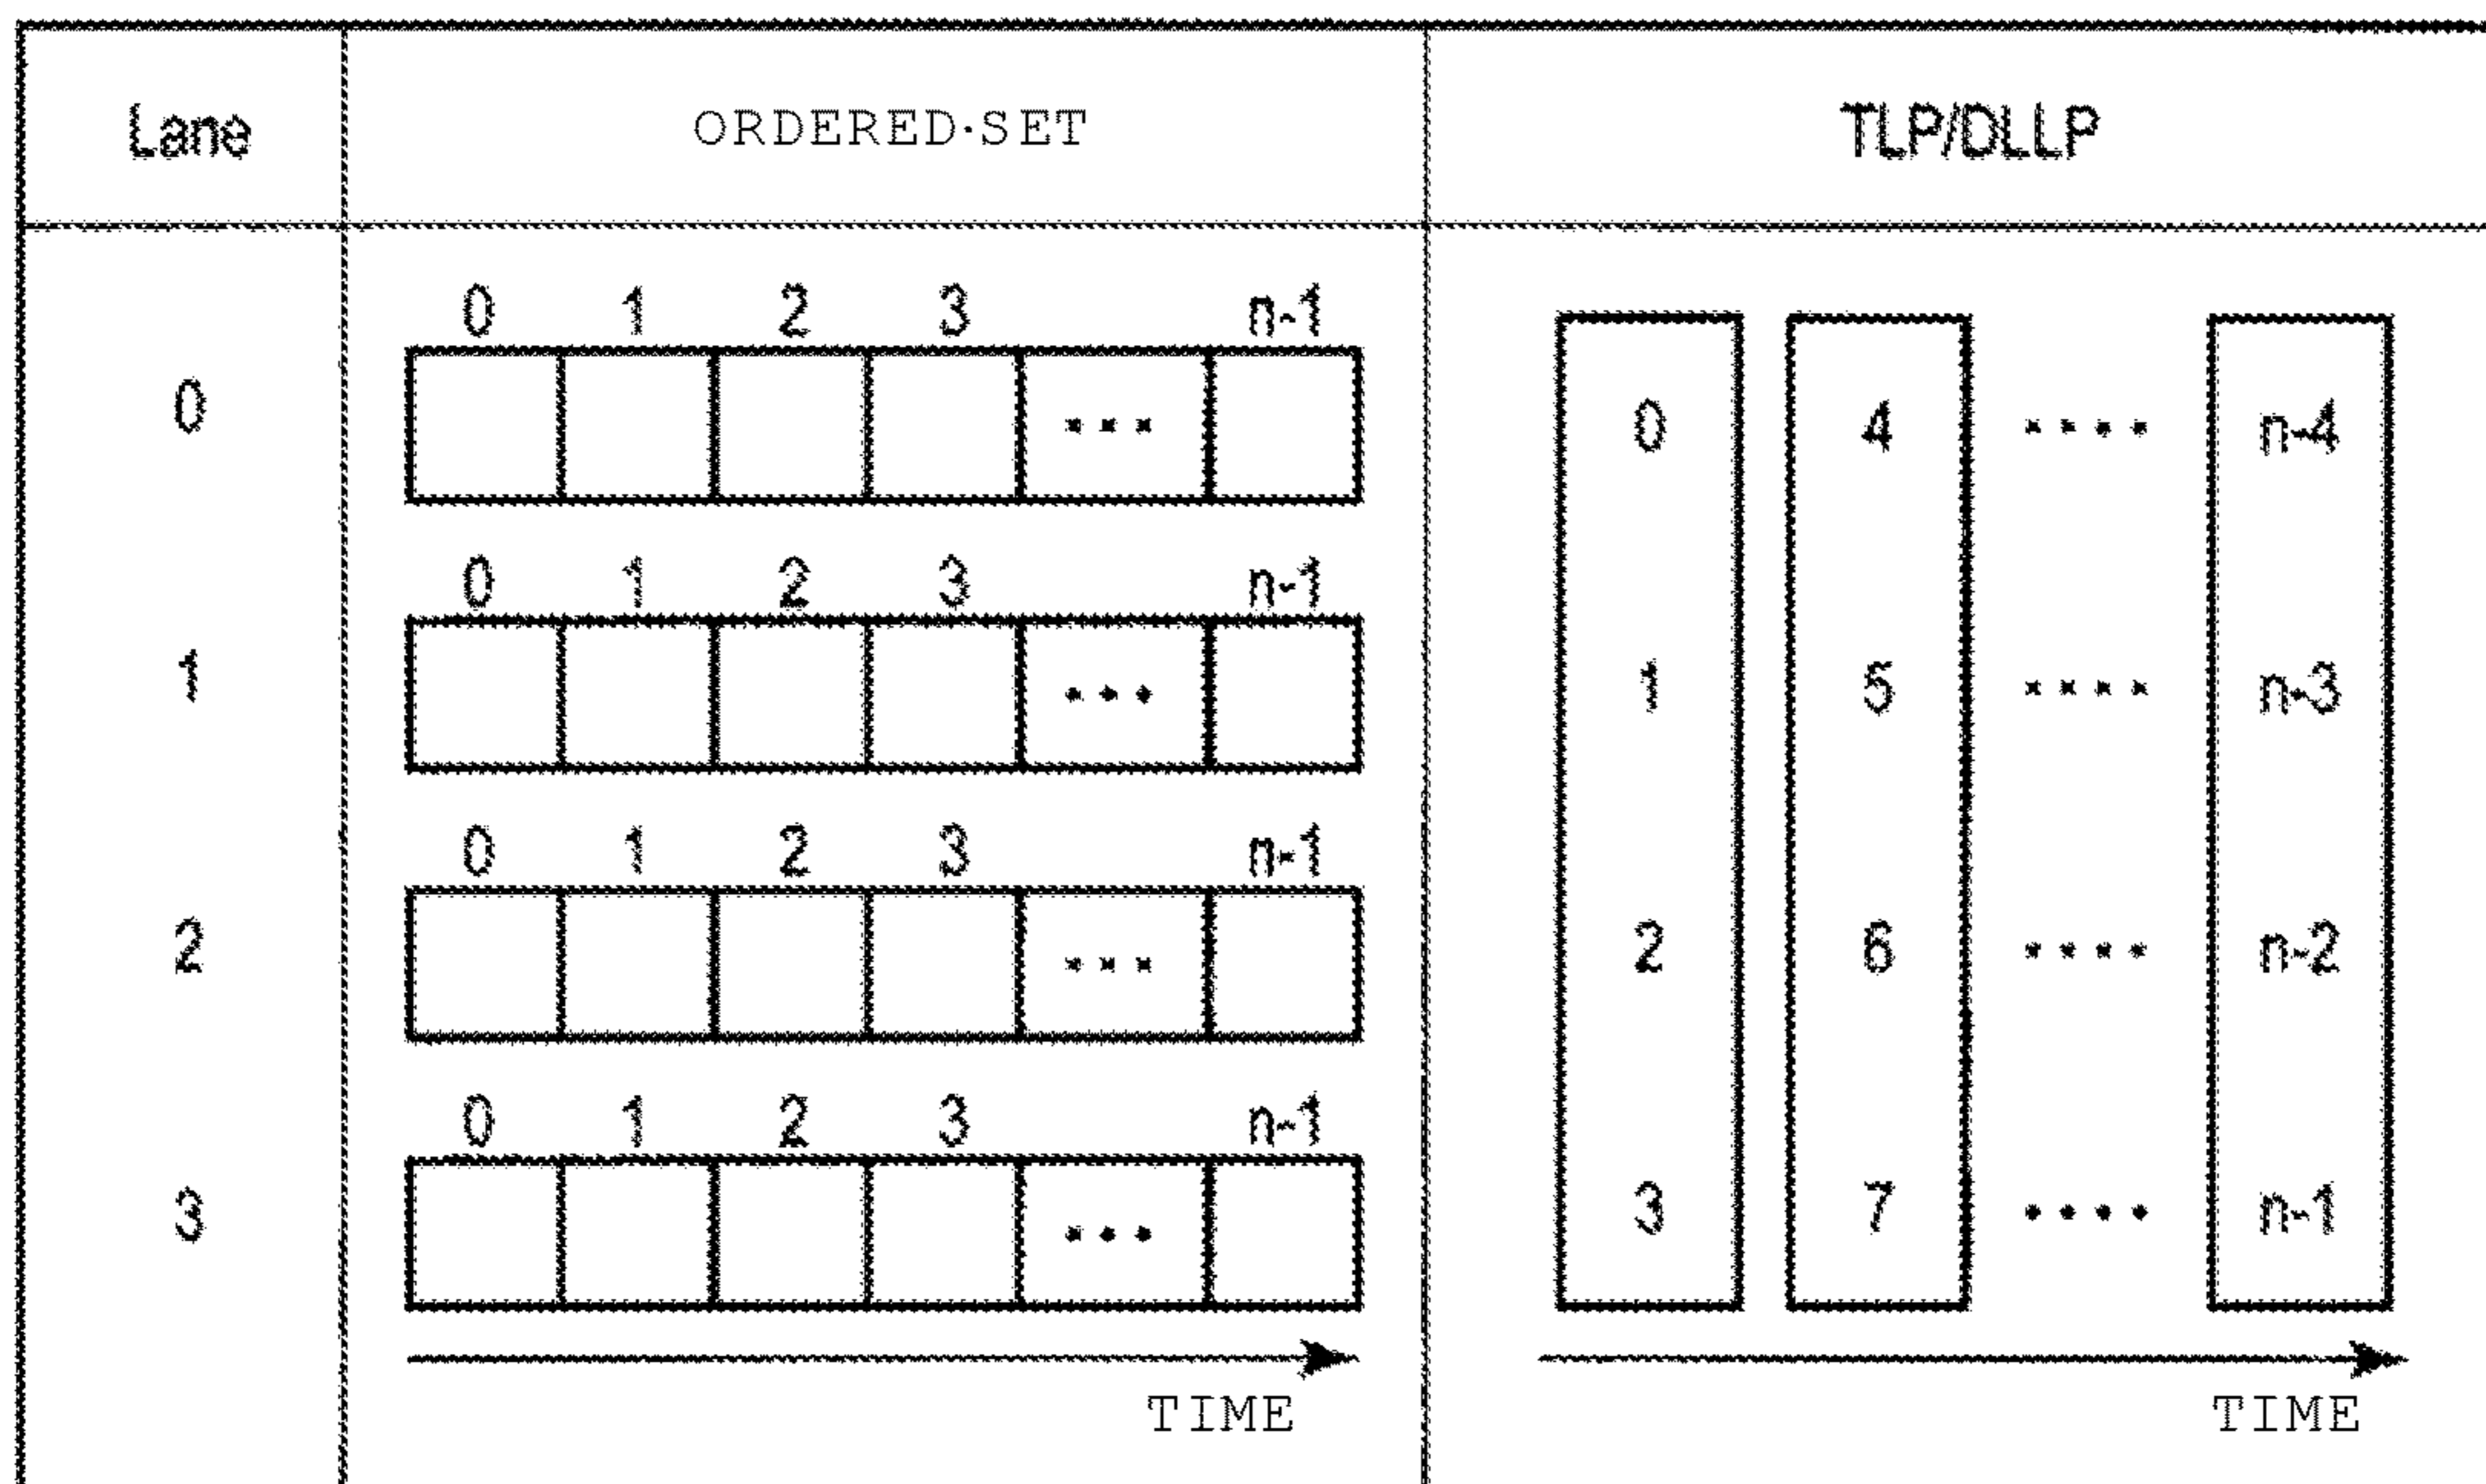 Lane ORDERED·SET TLP/DLLP
0 1 2 3 n-1
0 ... 0 4 .... n-4
0 1 2 3 n-1
1 ... 1 5 .... n-3
0 1 2 3 n-1
2 ... 2 6 .... n-2
0 1 2 3 n-1
3 ... 3 7 .... n-1
TIME TIME